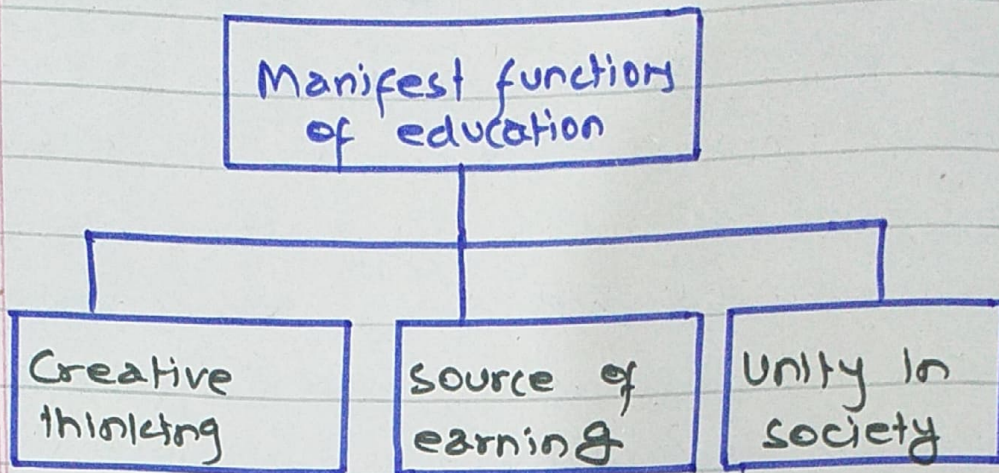 Manifest functions
of education
Creative
thinking
source of
earning
Unity in
society